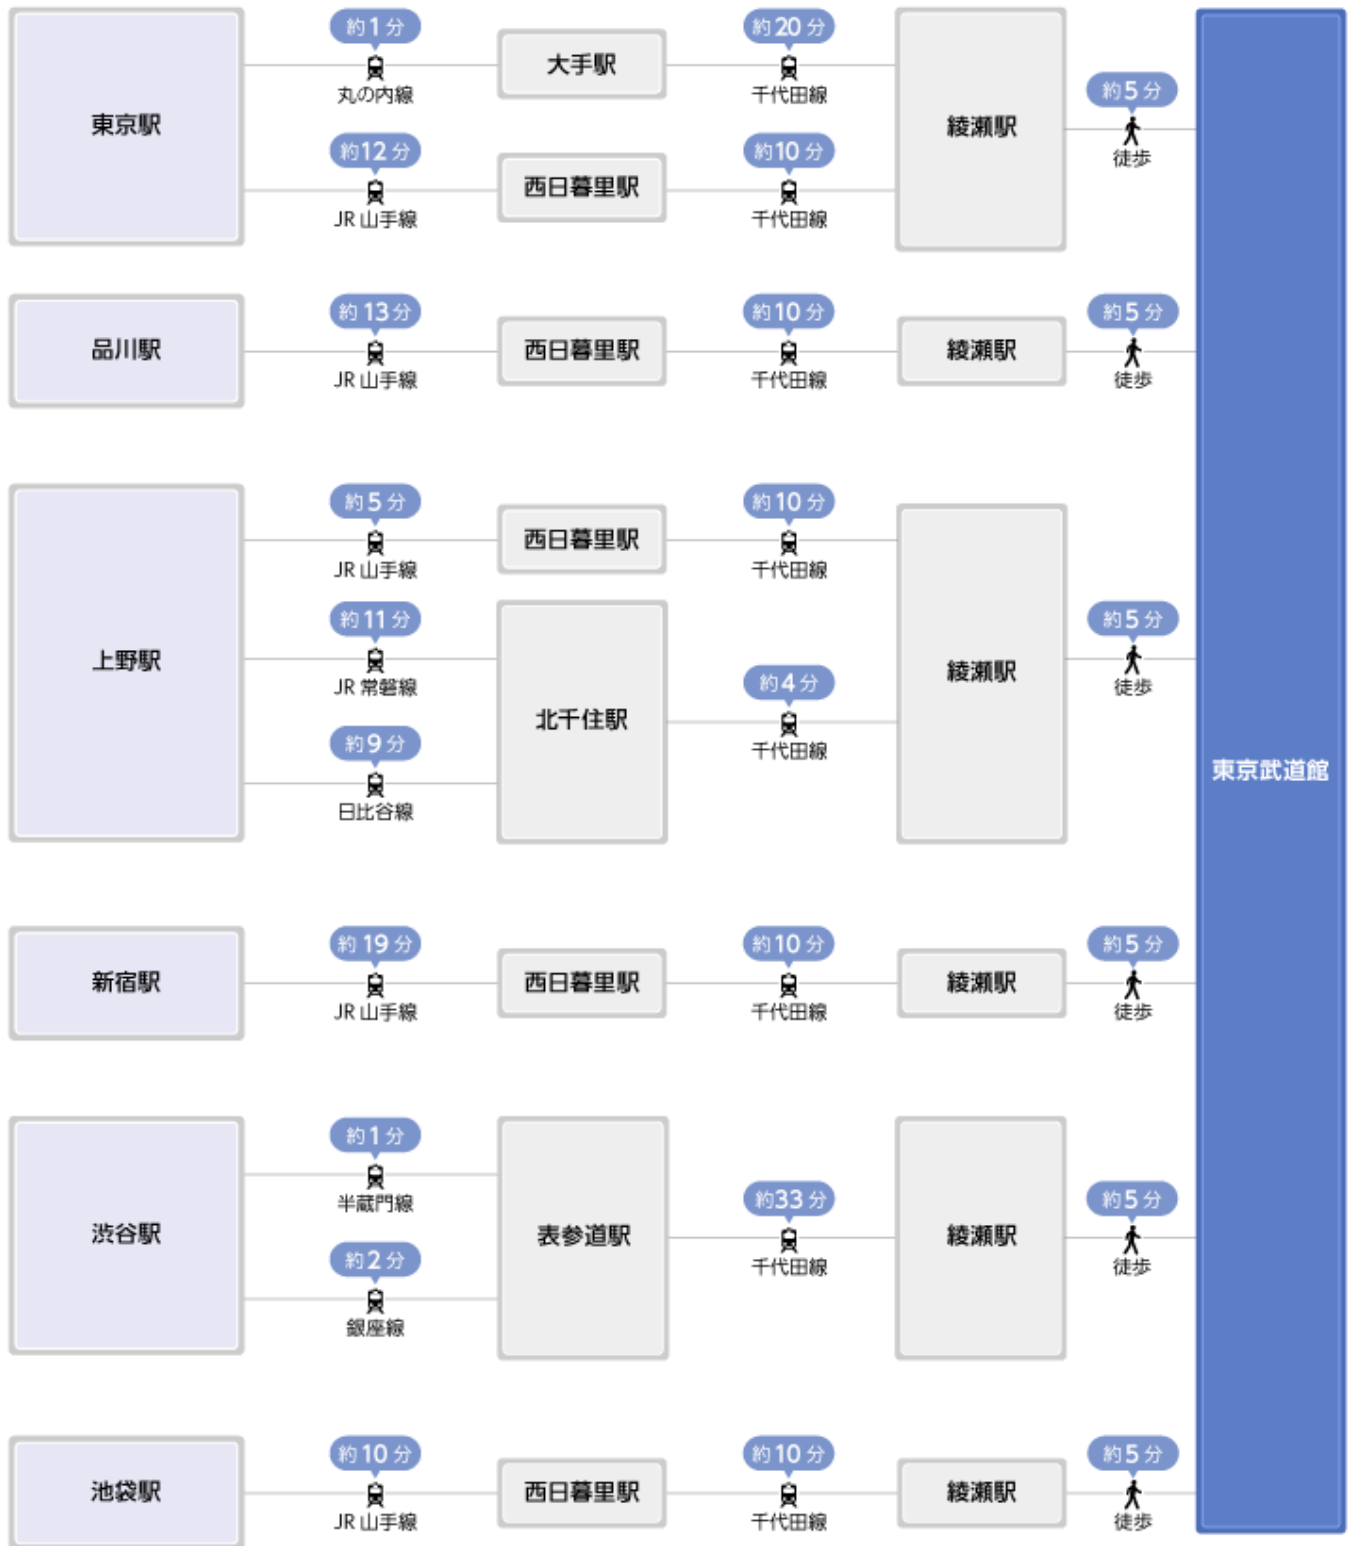 東京駅
約1分
丸の内線
大手駅
約20分
千代田線
約12分
JR 山手線
西日暮里駅
約10分
千代田線
綾瀬駅
約5分
徒歩
品川駅
約13分
JR 山手線
西日暮里駅
約10分
千代田線
綾瀬駅
約5分
徒歩
上野駅
約5分
JR 山手線
西日暮里駅
約10分
千代田線
約11分
JR 常磐線
約9分
日比谷線
北千住駅
約4分
千代田線
綾瀬駅
約5分
徒歩
新宿駅
約19分
JR 山手線
西日暮里駅
約10分
千代田線
綾瀬駅
約5分
徒歩
渋谷駅
約1分
半蔵門線
約2分
銀座線
表参道駅
約33分
千代田線
綾瀬駅
約5分
徒歩
池袋駅
約10分
JR 山手線
西日暮里駅
約10分
千代田線
綾瀬駅
約5分
徒歩
東京武道館